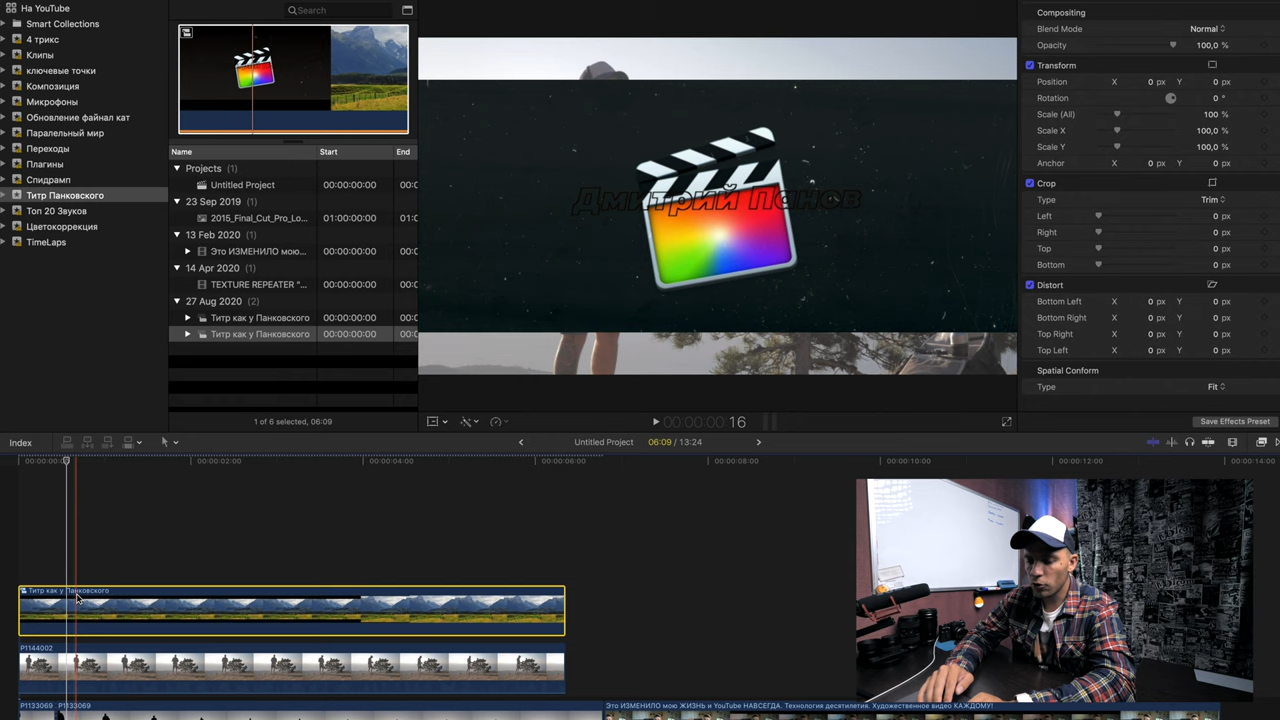 На YouTube
Smart Collections
4 трикс
Клипы
ключевые точки
Композиция
Микрофоны
Обновление файнал кат
Паралельный мир
Переходы
Плагины
Спидрамп
Титр Панковского
Топ 20 Звуков
Цветокоррекция
TimeLaps
Search
Name Start End
Projects (1)
Untitled Project 00:00:00:00 00:
23 Sep 2019 (1)
2015_Final_Cut_Pro_Lo... 01:00:00:00 01:
13 Feb 2020 (1)
Это ИЗМЕНИЛО мою... 00:00:00:00 00:
14 Apr 2020 (1)
TEXTURE REPEATER "... 00:00:00:00 00:
27 Aug 2020 (2)
Титр как у Панковского 00:00:00:00 00:
Титр как у Панковского 00:00:00:00 00:
1 of 6 selected, 06:09
Дмитрий Панов
00:00:00 16
Compositing
Blend Mode Normal
Opacity 100,0 %
Transform
Position X 0 px Y 0 px
Rotation 0 °
Scale (All) 100 %
Scale X 100,0 %
Scale Y 100,0 %
Anchor X 0 px Y 0 px
Crop
Type Trim
Left 0 px
Right 0 px
Top 0 px
Bottom 0 px
Distort
Bottom Left X 0 px Y 0 px
Bottom Right X 0 px Y 0 px
Top Right X 0 px Y 0 px
Top Left X 0 px Y 0 px
Spatial Conform
Type Fit
Save Effects Preset
Index
Untitled Project 06:09 / 13:24
00:00:00:00 00:00:02:00 00:00:04:00 00:00:06:00 00:00:08:00 00:00:10:00 00:00:12:00 00:00:14:00
Титр как у Панковского
P1144002
P1133069 P1133069
Это ИЗМЕНИЛО мою ЖИЗНЬ и YouTube НАВСЕГДА. Технология десятилетия. Художественное видео КАЖДОМУ!